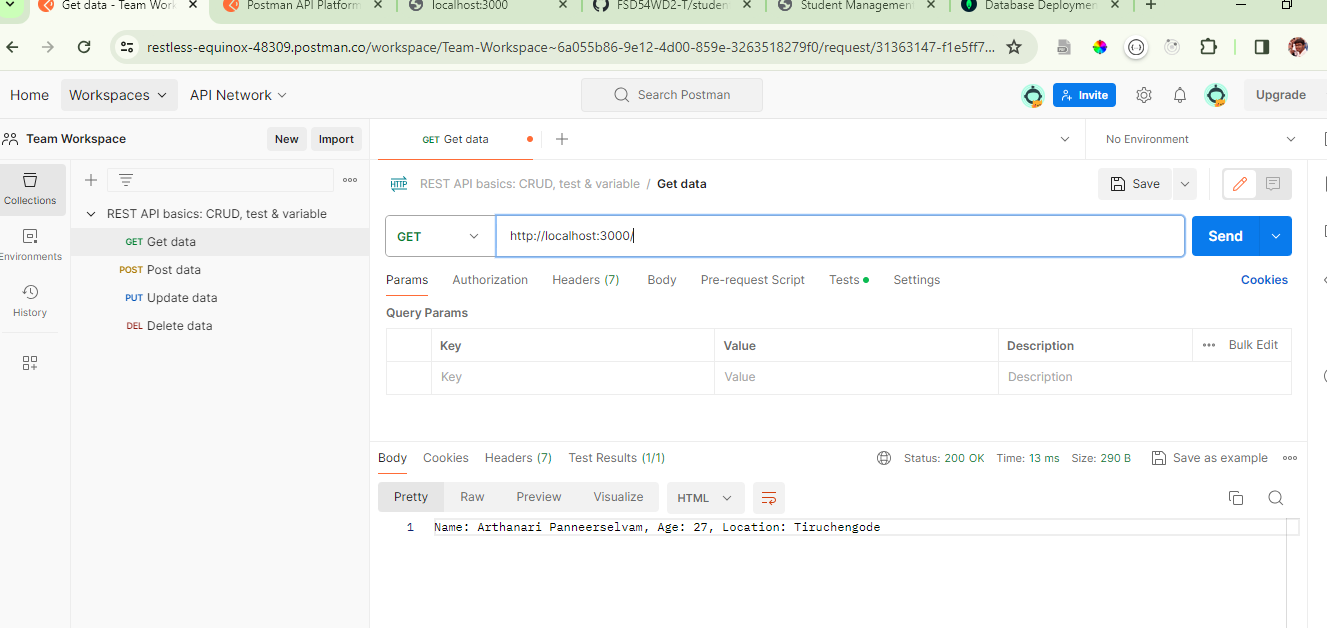 Get data - Team Work
Postman API Platform
localhost:3000
FSD54WD2-T/student
Student Management
Database Deploymen
restless-equinox-48309.postman.co/workspace/Team-Workspace~6a055b86-9e12-4d00-859e-3263518279f0/request/31363147-f1e5ff7...
Home
Workspaces
API Network
Search Postman
Invite
Upgrade
Team Workspace
New
Import
GET Get data
No Environment
Collections
Environments
History
REST API basics: CRUD, test & variable
GET Get data
POST Post data
PUT Update data
DEL Delete data
HTTP
REST API basics: CRUD, test & variable / Get data
Save
GET
http://localhost:3000/
Send
Params
Authorization
Headers (7)
Body
Pre-request Script
Tests
Settings
Cookies
Query Params
Key
Value
Description
Bulk Edit
Key
Value
Description
Body
Cookies
Headers (7)
Test Results (1/1)
Status: 200 OK
Time: 13 ms
Size: 290 B
Save as example
Pretty
Raw
Preview
Visualize
HTML
1
Name: Arthanari Panneerselvam, Age: 27, Location: Tiruchengode